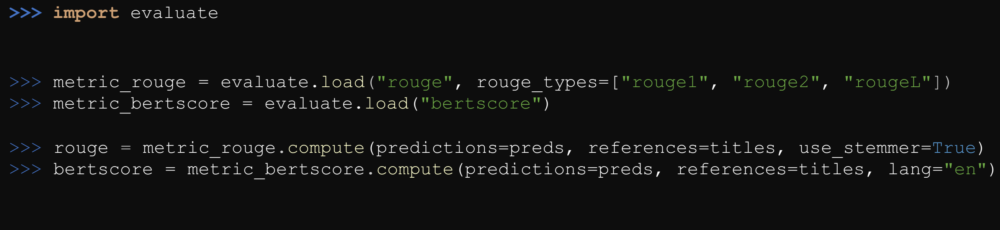 >>> import evaluate
>>> metric_rouge = evaluate.load("rouge", rouge_types=["rouge1", "rouge2", "rougeL"])
>>> metric_bertscore = evaluate.load("bertscore")
>>> rouge = metric_rouge.compute(predictions=preds, references=titles, use_stemmer=True)
>>> bertscore = metric_bertscore.compute(predictions=preds, references=titles, lang="en")